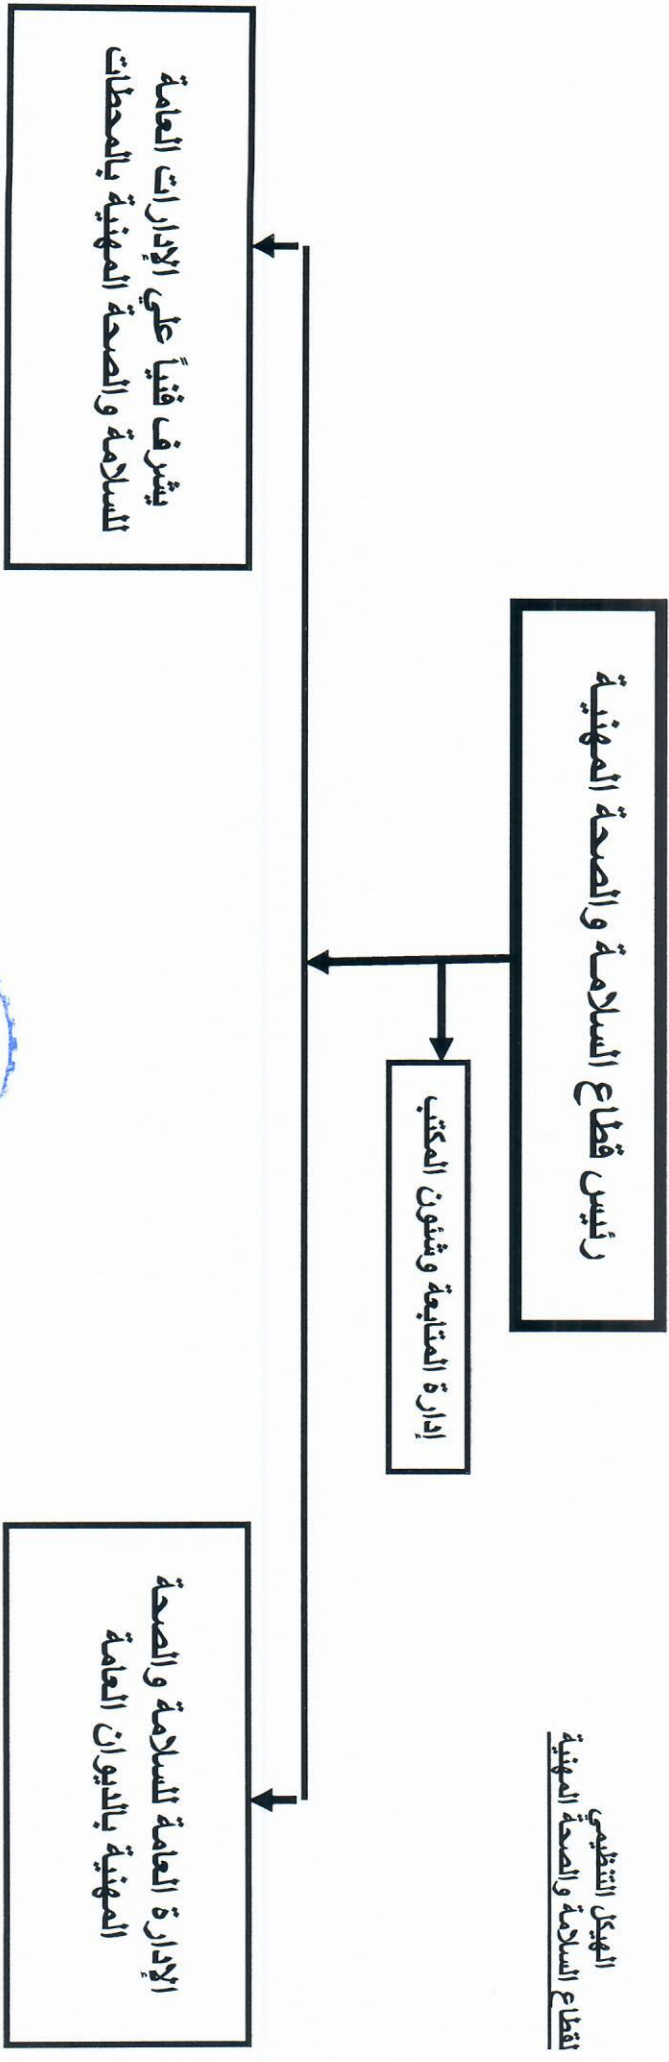 الهيكل التنظيمي
لقطاع السلامة والصحة المهنية
رئيس قطاع السلامة والصحة المهنية
إدارة المتابعة وشئون المكتب
الإدارة العامة للسلامة والصحة
المهنية بالديوان العامة
يشرف فنياً علي الإدارات العامة
للسلامة والصحة المهنية بالمحطات